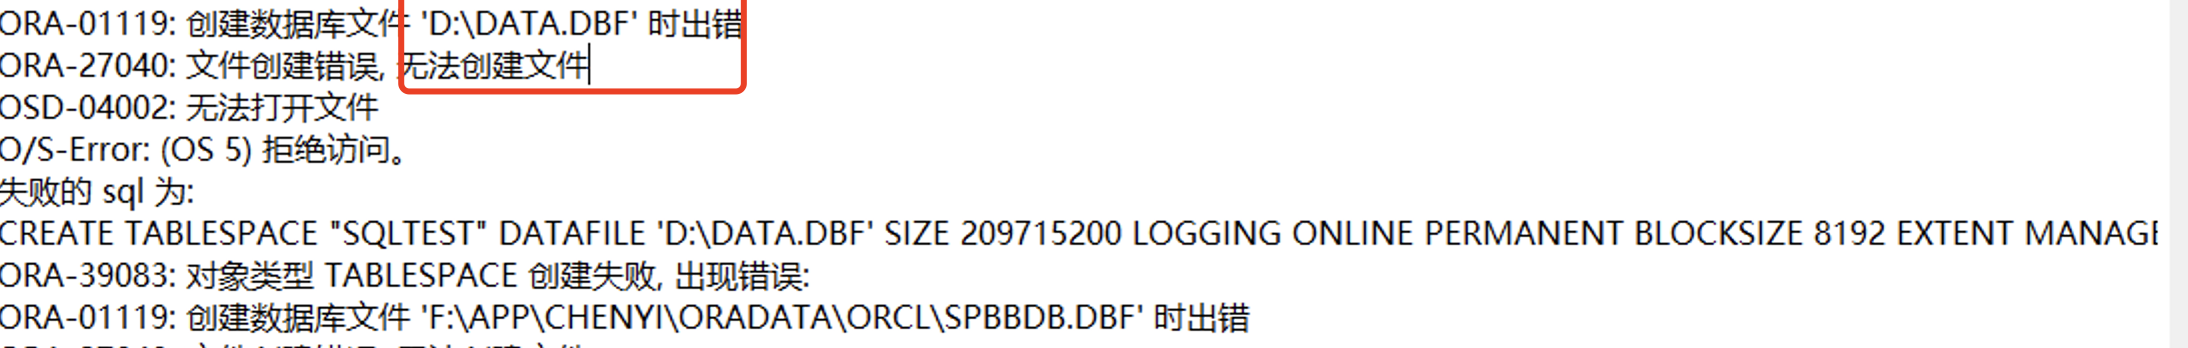 ORA-01119: 创建数据库文件 'D:\DATA.DBF' 时出错
ORA-27040: 文件创建错误, 无法创建文件
OSD-04002: 无法打开文件
O/S-Error: (OS 5) 拒绝访问。
失败的 sql 为:
CREATE TABLESPACE "SQLTEST" DATAFILE 'D:\DATA.DBF' SIZE 209715200 LOGGING ONLINE PERMANENT BLOCKSIZE 8192 EXTENT MANAGE
ORA-39083: 对象类型 TABLESPACE 创建失败, 出现错误:
ORA-01119: 创建数据库文件 'F:\APP\CHENYI\ORADATA\ORCL\SPBBDB.DBF' 时出错